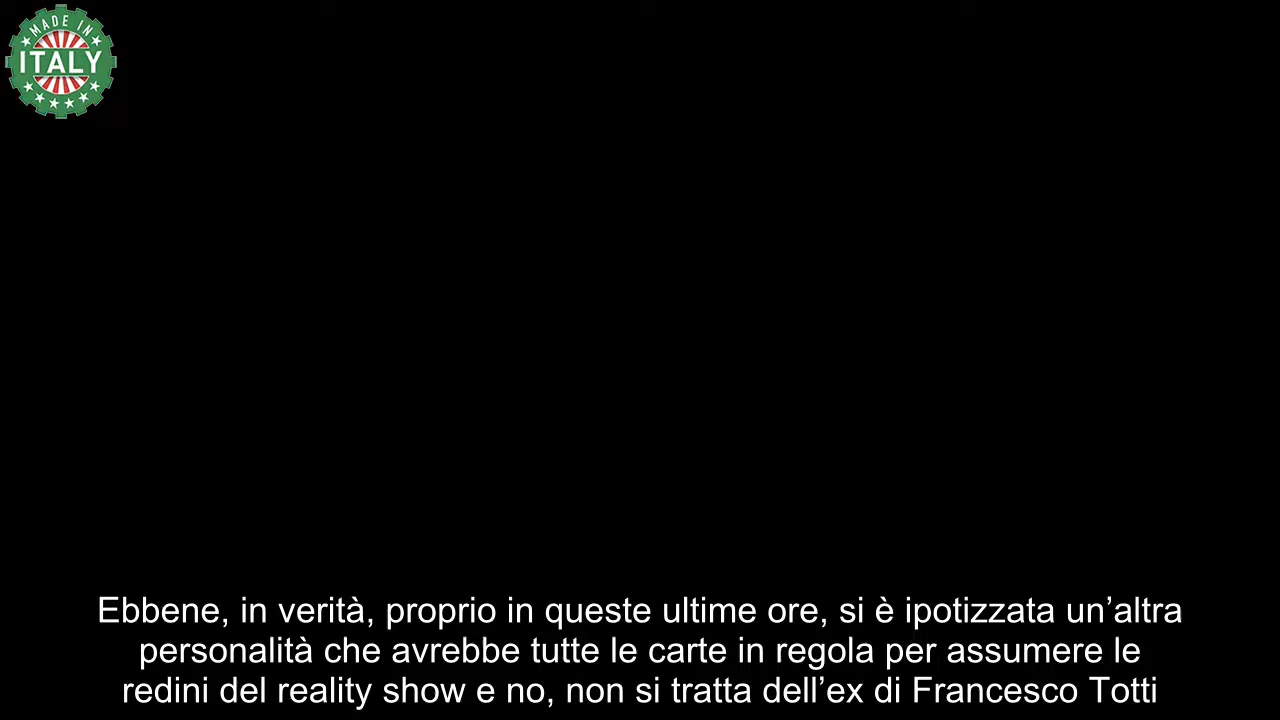 MADE IN
ITALY
Ebbene, in verità, proprio in queste ultime ore, si è ipotizzata un’altra
personalità che avrebbe tutte le carte in regola per assumere le
redini del reality show e no, non si tratta dell’ex di Francesco Totti